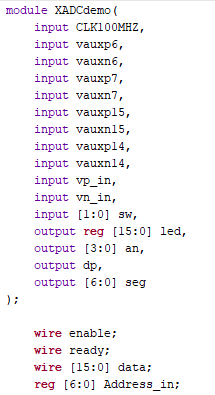 module XADCdemo(
input CLK100MHZ,
input vauxp6,
input vauxn6,
input vauxp7,
input vauxn7,
input vauxp15,
input vauxn15,
input vauxp14,
input vauxn14,
input vp_in,
input vn_in,
input [1:0] sw,
output reg [15:0] led,
output [3:0] an,
output dp,
output [6:0] seg
);
wire enable;
wire ready;
wire [15:0] data;
reg [6:0] Address_in;